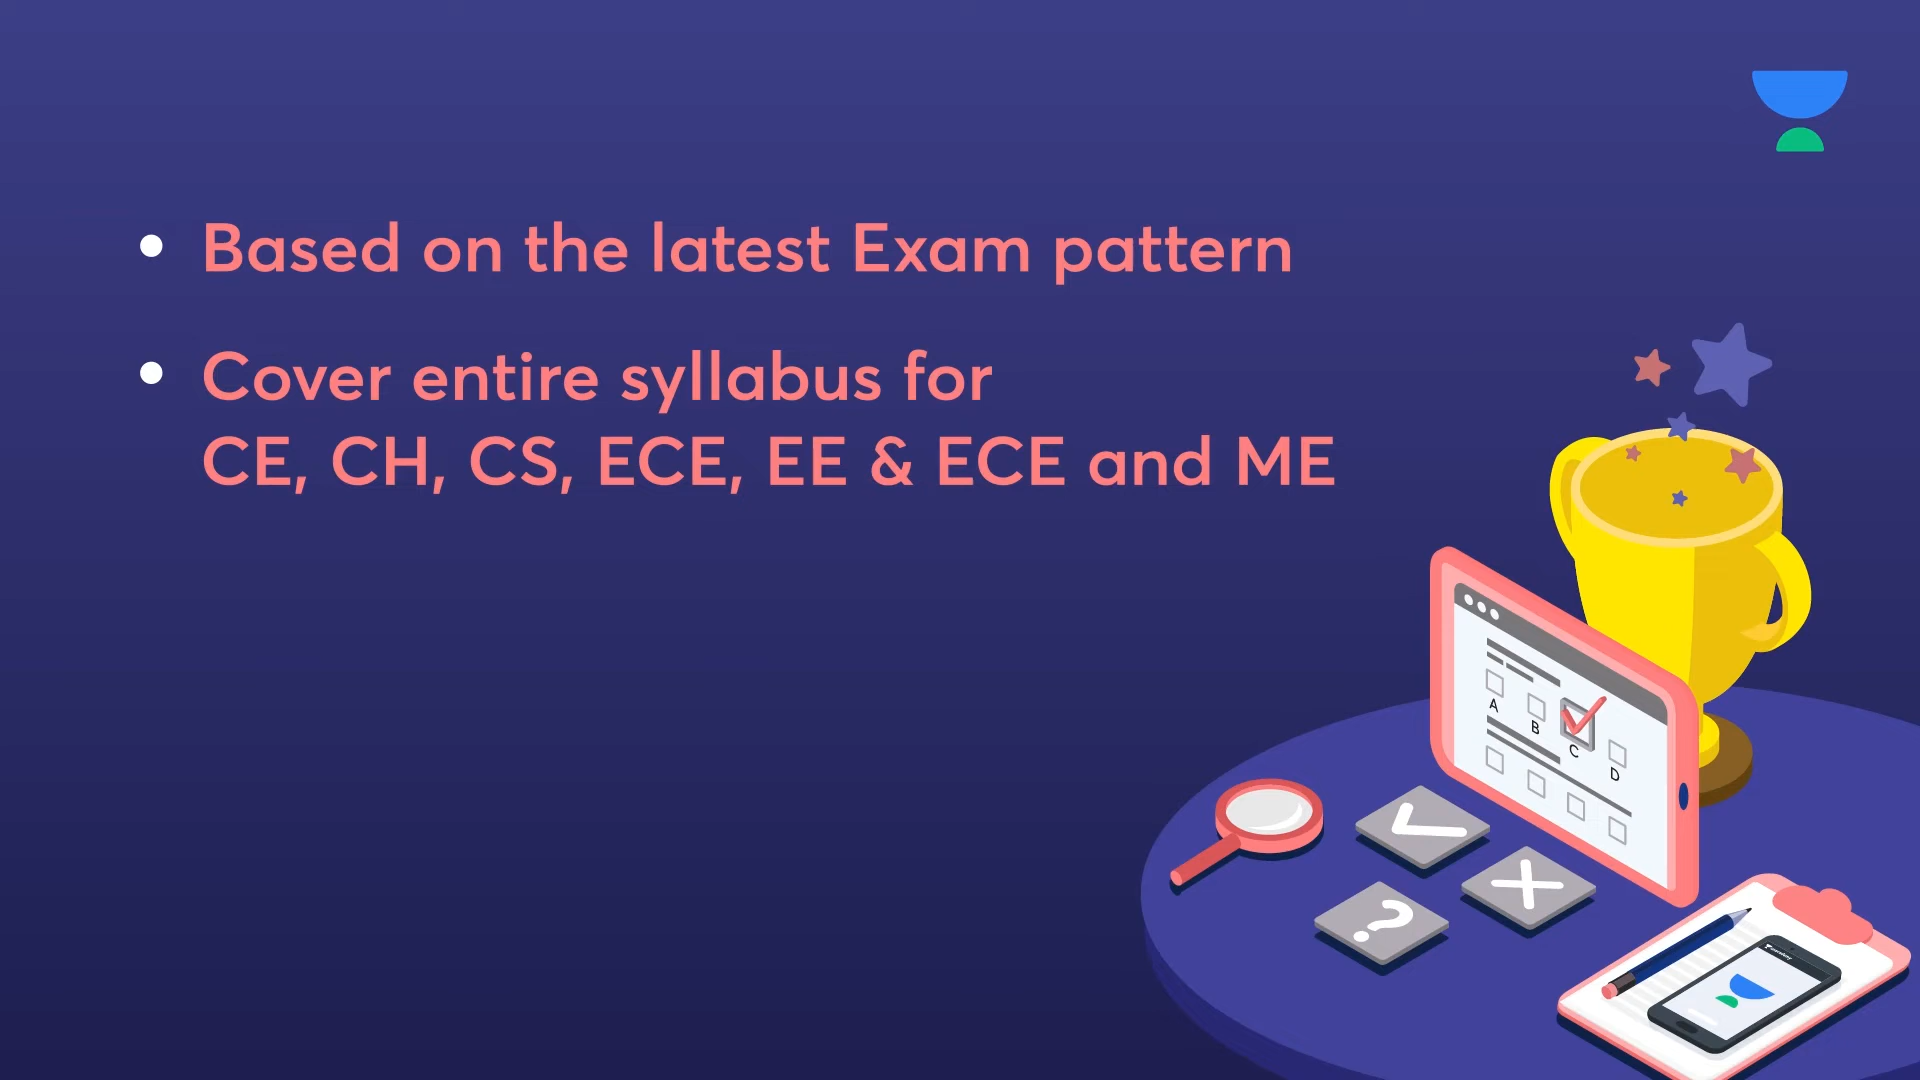 Based on the latest Exam pattern
Cover entire syllabus for
CE, CH, CS, ECE, EE & ECE and ME
A
B
C
D
?